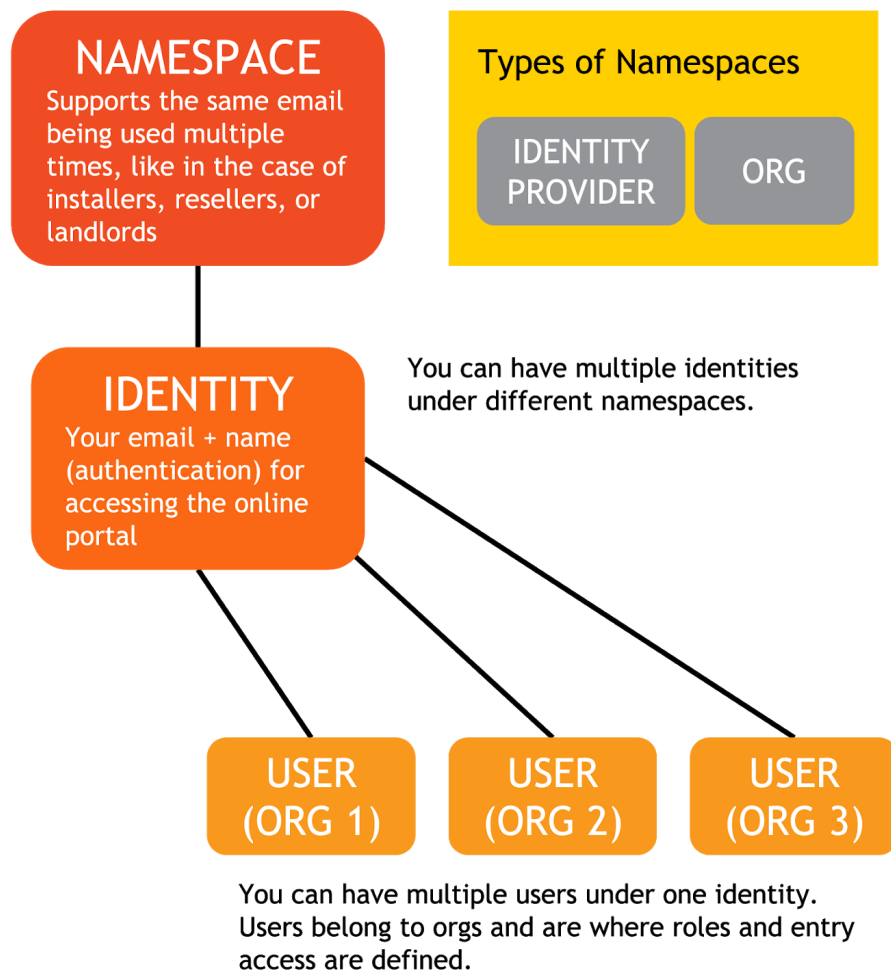 NAMESPACE
Supports the same email
being used multiple
times, like in the case of
installers, resellers, or
landlords
Types of Namespaces
IDENTITY
PROVIDER
ORG
IDENTITY
Your email + name
(authentication) for
accessing the online
portal
You can have multiple identities
under different namespaces.
USER
(ORG 1)
USER
(ORG 2)
USER
(ORG 3)
You can have multiple users under one identity.
Users belong to orgs and are where roles and entry
access are defined.